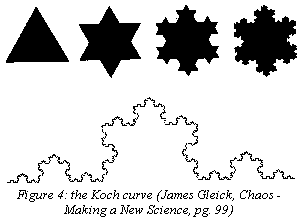 Figure 4: the Koch curve (James Gleick, Chaos -
Making a New Science, pg. 99)